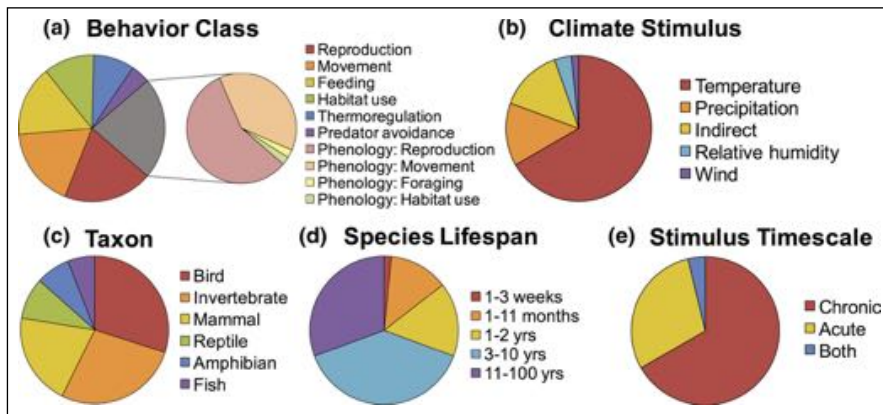 (a) Behavior Class
Reproduction
Movement
Feeding
Habitat use
Thermoregulation
Predator avoidance
Phenology: Reproduction
Phenology: Movement
Phenology: Foraging
Phenology: Habitat use
(b) Climate Stimulus
Temperature
Precipitation
Indirect
Relative humidity
Wind
(c) Taxon
Bird
Invertebrate
Mammal
Reptile
Amphibian
Fish
(d) Species Lifespan
1-3 weeks
1-11 months
1-2 yrs
3-10 yrs
11-100 yrs
(e) Stimulus Timescale
Chronic
Acute
Both